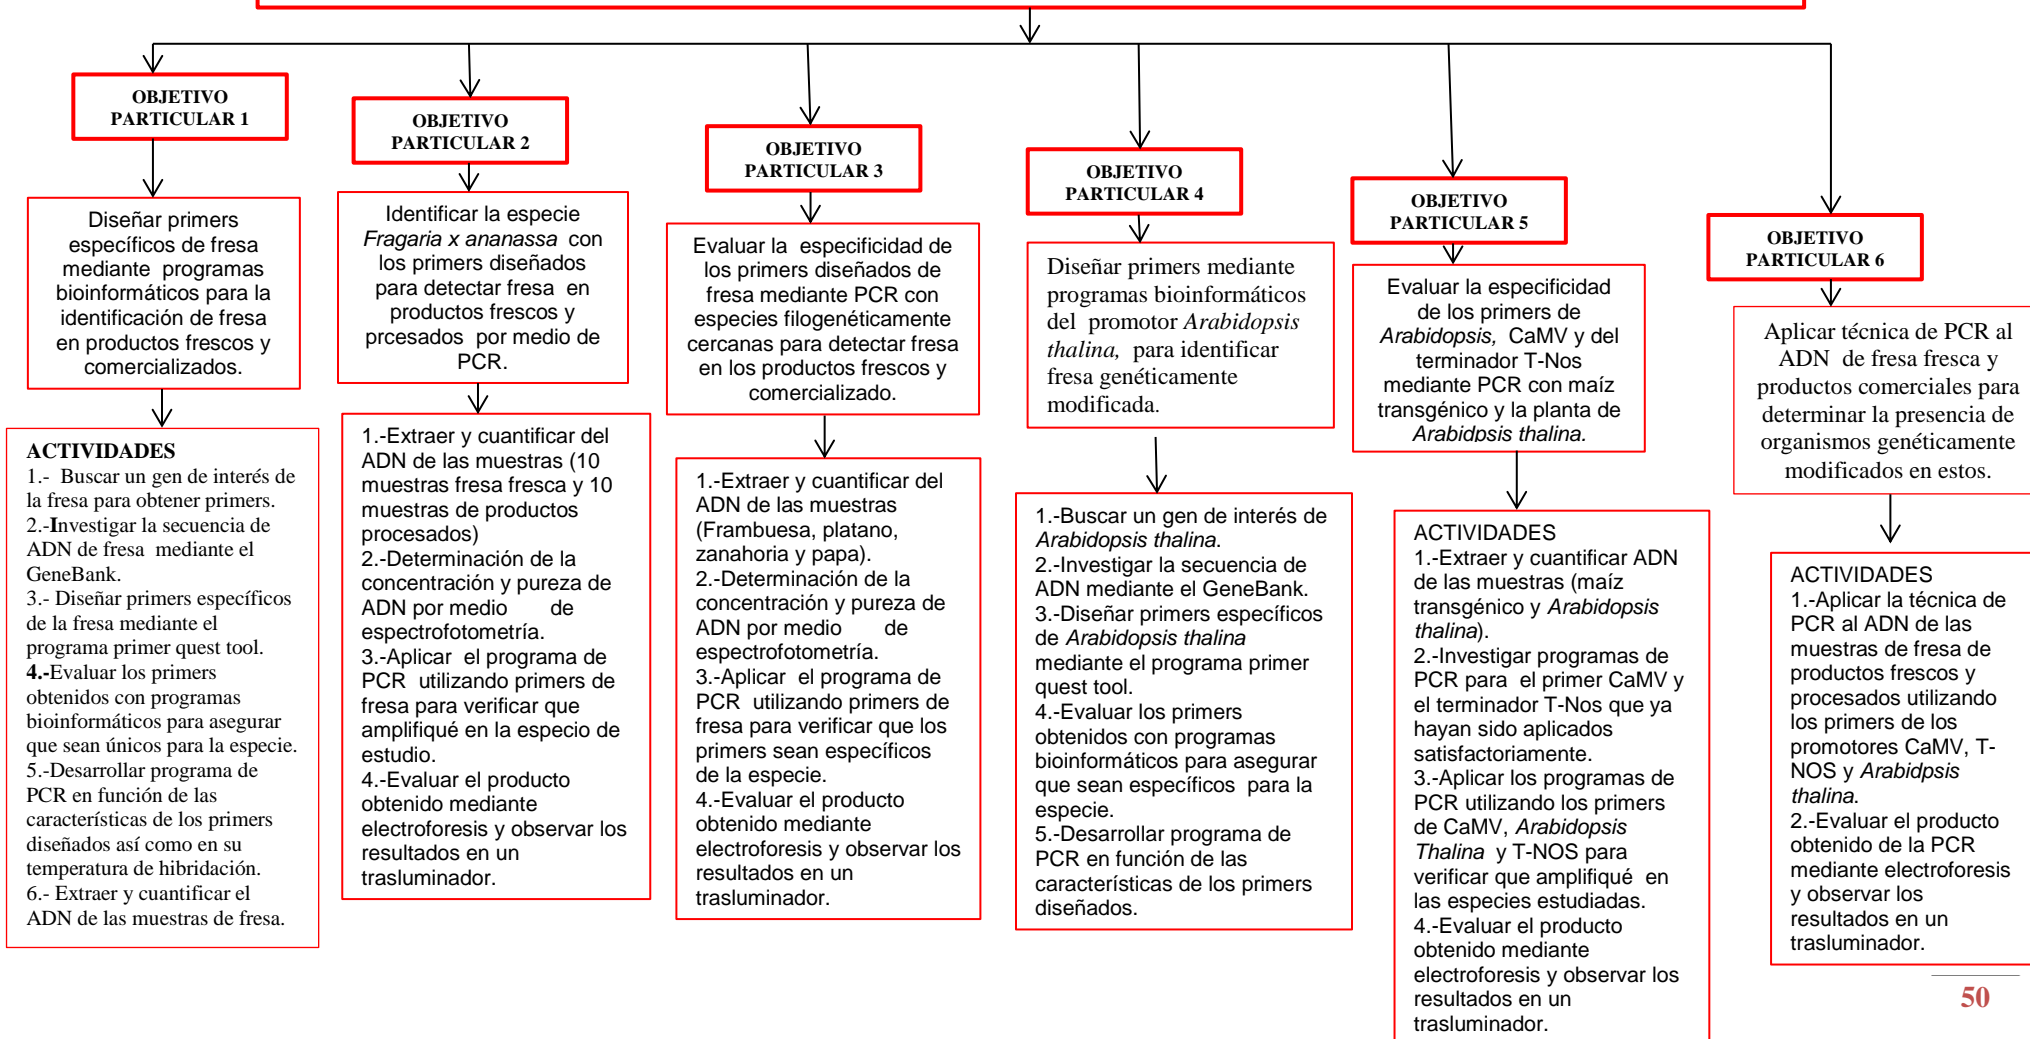 OBJETIVO
PARTICULAR 1
Diseñar primers
específicos de fresa
mediante programas
bioinformáticos para la
identificación de fresa
en productos frescos y
comercializados.
ACTIVIDADES
1.- Buscar un gen de interés de
la fresa para obtener primers.
2.-Investigar la secuencia de
ADN de fresa mediante el
GeneBank.
3.- Diseñar primers específicos
de la fresa mediante el
programa primer quest tool.
4.-Evaluar los primers
obtenidos con programas
bioinformáticos para asegurar
que sean únicos para la especie.
5.-Desarrollar programa de
PCR en función de las
características de los primers
diseñados así como en su
temperatura de hibridación.
6.- Extraer y cuantificar el
ADN de las muestras de fresa.
OBJETIVO
PARTICULAR 2
Identificar la especie
Fragaria x ananassa con
los primers diseñados
para detectar fresa en
productos frescos y
prcesados por medio de
PCR.
1.-Extraer y cuantificar del
ADN de las muestras (10
muestras fresa fresca y 10
muestras de productos
procesados)
2.-Determinación de la
concentración y pureza de
ADN por medio de
espectrofotometría.
3.-Aplicar el programa de
PCR utilizando primers de
fresa para verificar que
amplifiqué en la especio de
estudio.
4.-Evaluar el producto
obtenido mediante
electroforesis y observar los
resultados en un
trasluminador.
OBJETIVO
PARTICULAR 3
Evaluar la especificidad de
los primers diseñados de
fresa mediante PCR con
especies filogenéticamente
cercanas para detectar fresa
en los productos frescos y
comercializado.
1.-Extraer y cuantificar del
ADN de las muestras
(Frambuesa, platano,
zanahoria y papa).
2.-Determinación de la
concentración y pureza de
ADN por medio de
espectrofotometría.
3.-Aplicar el programa de
PCR utilizando primers de
fresa para verificar que los
primers sean específicos
de la especie.
4.-Evaluar el producto
obtenido mediante
electroforesis y observar los
resultados en un
trasluminador.
OBJETIVO
PARTICULAR 4
Diseñar primers mediante
programas bioinformáticos
del promotor Arabidopsis
thalina, para identificar
fresa genéticamente
modificada.
1.-Buscar un gen de interés de
Arabidopsis thalina.
2.-Investigar la secuencia de
ADN mediante el GeneBank.
3.-Diseñar primers específicos
de Arabidopsis thalina
mediante el programa primer
quest tool.
4.-Evaluar los primers
obtenidos con programas
bioinformáticos para asegurar
que sean específicos para la
especie.
5.-Desarrollar programa de
PCR en función de las
características de los primers
diseñados.
OBJETIVO
PARTICULAR 5
Evaluar la especificidad
de los primers de
Arabidopsis, CaMV y del
terminador T-Nos
mediante PCR con maíz
transgénico y la planta de
Arabidpsis thalina.
ACTIVIDADES
1.-Extraer y cuantificar ADN
de las muestras (maíz
transgénico y Arabidopsis
thalina).
2.-Investigar programas de
PCR para el primer CaMV y
el terminador T-Nos que ya
hayan sido aplicados
satisfactoriamente.
3.-Aplicar los programas de
PCR utilizando los primers
de CaMV, Arabidopsis
Thalina y T-NOS para
verificar que amplifiqué en
las especies estudiadas.
4.-Evaluar el producto
obtenido mediante
electroforesis y observar los
resultados en un
trasluminador.
OBJETIVO
PARTICULAR 6
Aplicar técnica de PCR al
ADN de fresa fresca y
productos comerciales para
determinar la presencia de
organismos genéticamente
modificados en estos.
ACTIVIDADES
1.-Aplicar la técnica de
PCR al ADN de las
muestras de fresa de
productos frescos y
procesados utilizando
los primers de los
promotores CaMV, T-
NOS y Arabidpsis
thalina.
2.-Evaluar el producto
obtenido de la PCR
mediante electroforesis
y observar los
resultados en un
trasluminador.
50